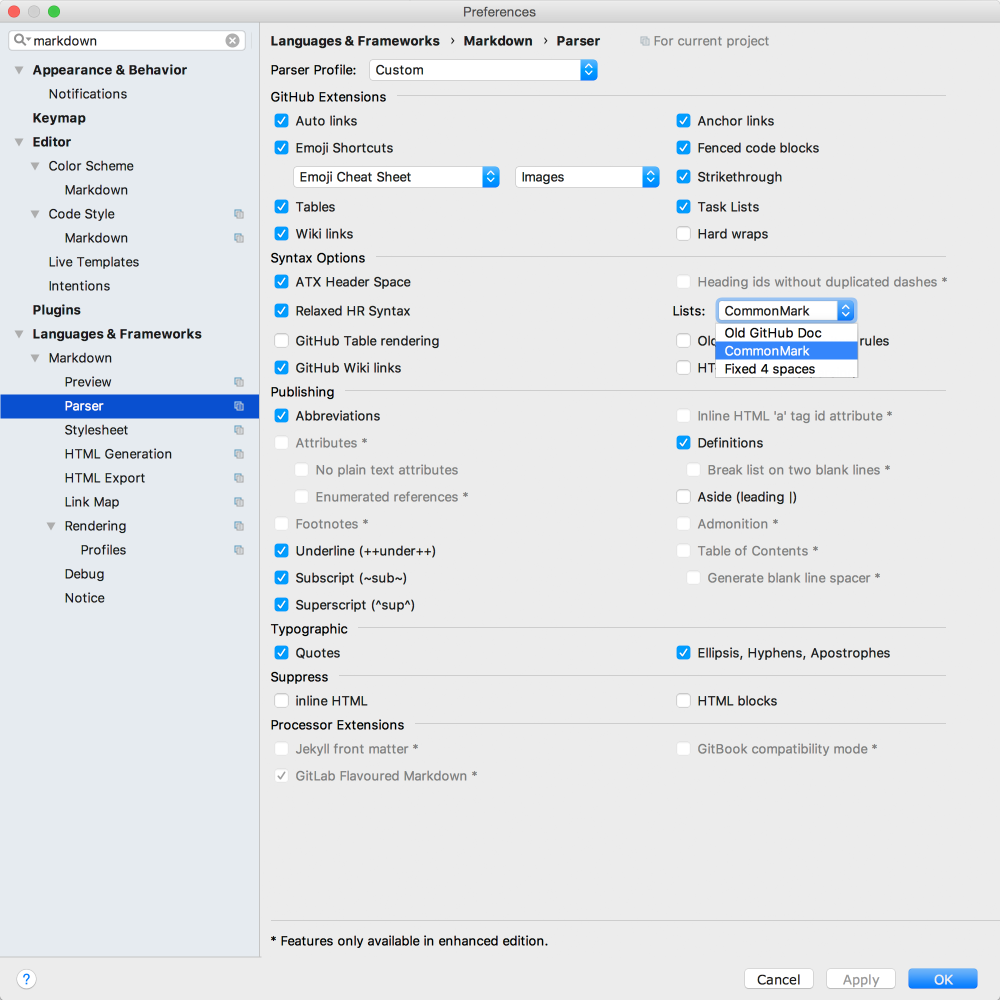 Preferences
markdown
Appearance & Behavior
Notifications
Keymap
Editor
Color Scheme
Markdown
Code Style
Markdown
Live Templates
Intentions
Plugins
Languages & Frameworks
Markdown
Preview
Parser
Stylesheet
HTML Generation
HTML Export
Link Map
Rendering
Profiles
Debug
Notice
?
Languages & Frameworks › Markdown › Parser For current project
Parser Profile: Custom
GitHub Extensions
Auto links Anchor links
Emoji Shortcuts Fenced code blocks
Emoji Cheat Sheet Images Strikethrough
Tables Task Lists
Wiki links Hard wraps
Syntax Options
ATX Header Space Heading ids without duplicated dashes *
Relaxed HR Syntax Lists: CommonMark
Old GitHub Doc
GitHub Table rendering rules
CommonMark
GitHub Wiki links
Fixed 4 spaces
Publishing
Abbreviations Inline HTML 'a' tag id attribute *
Attributes * Definitions
No plain text attributes Break list on two blank lines *
Enumerated references * Aside (leading |)
Footnotes * Admonition *
Underline (++under++) Table of Contents *
Subscript (~sub~) Generate blank line spacer *
Superscript (^sup^)
Typographic
Quotes Ellipsis, Hyphens, Apostrophes
Suppress
inline HTML HTML blocks
Processor Extensions
Jekyll front matter * GitBook compatibility mode *
GitLab Flavoured Markdown *
* Features only available in enhanced edition.
Cancel Apply OK